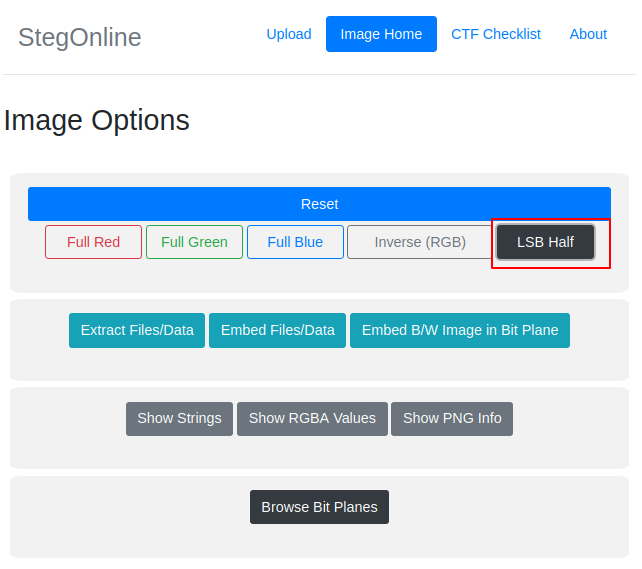 StegOnline Upload Image Home CTF Checklist About
Image Options
Reset
Full Red Full Green Full Blue Inverse (RGB) LSB Half
Extract Files/Data Embed Files/Data Embed B/W Image in Bit Plane
Show Strings Show RGBA Values Show PNG Info
Browse Bit Planes